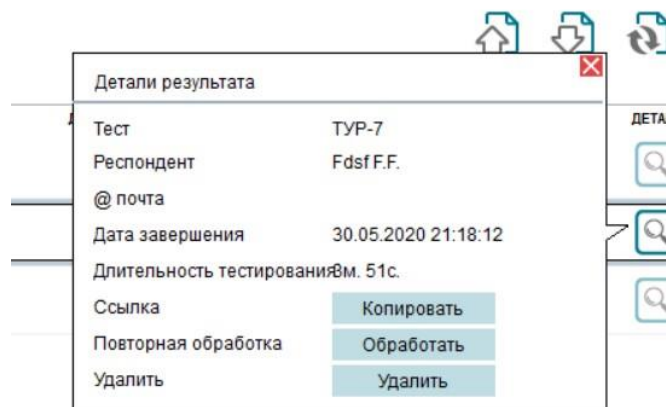 Детали результата
ДЕТА
Тест ТУР-7
Респондент Fdsf F.F.
@ почта
Дата завершения 30.05.2020 21:18:12
Длительность тестирования 8м. 51с.
Ссылка Копировать
Повторная обработка Обработать
Удалить Удалить